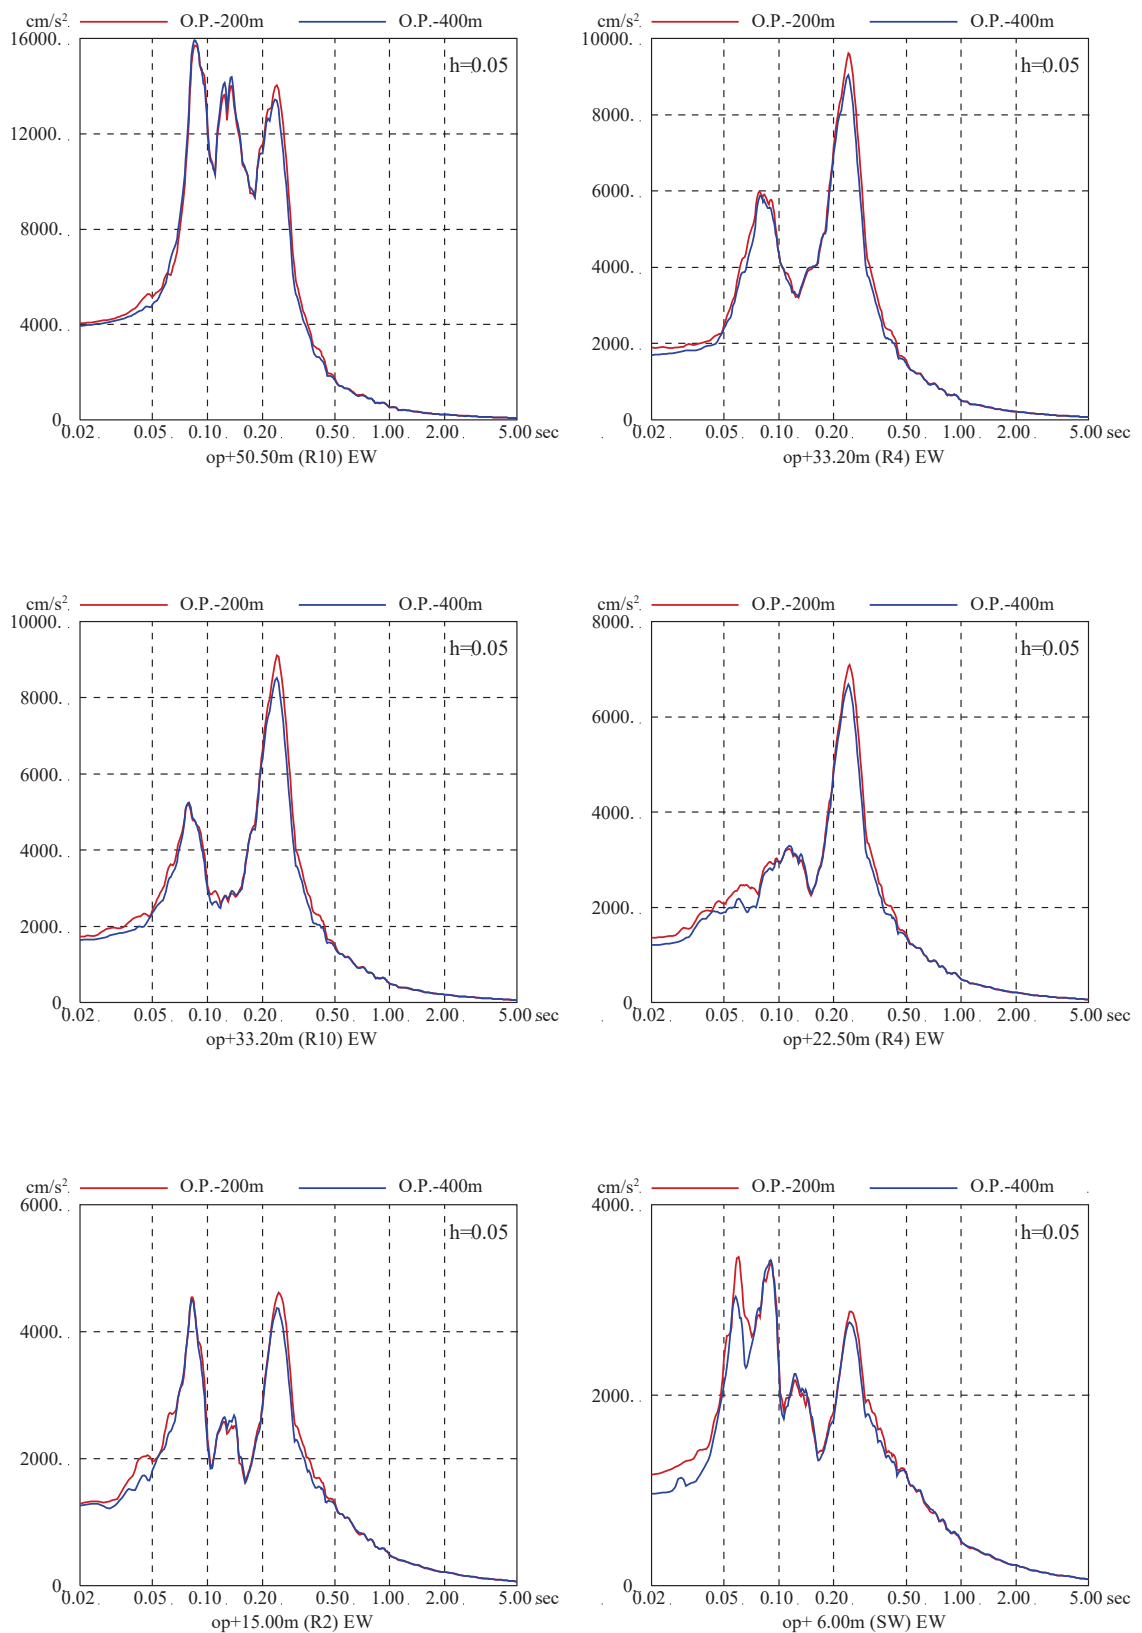 cm/s². O.P.-200m O.P.-400m
16000.
h=0.05
12000.
8000.
4000.
0.
0.02 0.05 0.10 0.20 0.50 1.00 2.00 5.00 sec
op+50.50m (R10) EW
cm/s². O.P.-200m O.P.-400m
10000.
h=0.05
8000.
6000.
4000.
2000.
0.
0.02 0.05 0.10 0.20 0.50 1.00 2.00 5.00 sec
op+33.20m (R4) EW
cm/s². O.P.-200m O.P.-400m
10000.
h=0.05
8000.
6000.
4000.
2000.
0.
0.02 0.05 0.10 0.20 0.50 1.00 2.00 5.00 sec
op+33.20m (R10) EW
cm/s². O.P.-200m O.P.-400m
8000.
h=0.05
6000.
4000.
2000.
0.
0.02 0.05 0.10 0.20 0.50 1.00 2.00 5.00 sec
op+22.50m (R4) EW
cm/s². O.P.-200m O.P.-400m
6000.
h=0.05
4000.
2000.
0.
0.02 0.05 0.10 0.20 0.50 1.00 2.00 5.00 sec
op+15.00m (R2) EW
cm/s². O.P.-200m O.P.-400m
4000.
h=0.05
2000.
0.
0.02 0.05 0.10 0.20 0.50 1.00 2.00 5.00 sec
op+ 6.00m (SW) EW